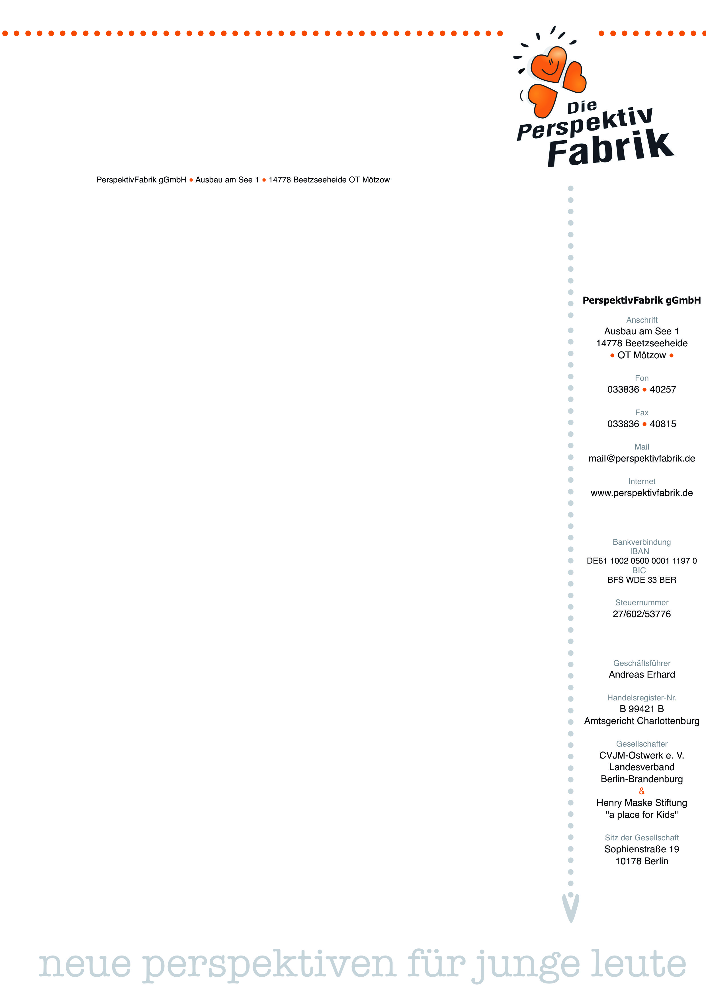 Die
Perspektiv
Fabrik
PerspektivFabrik gGmbH • Ausbau am See 1 • 14778 Beetzseeheide OT Mötzow
PerspektivFabrik gGmbH
Anschrift
Ausbau am See 1
14778 Beetzseeheide
• OT Mötzow •
Fon
033836 • 40257
Fax
033836 • 40815
Mail
mail@perspektivfabrik.de
Internet
www.perspektivfabrik.de
Bankverbindung
IBAN
DE61 1002 0500 0001 1197 0
BIC
BFS WDE 33 BER
Steuernummer
27/602/53776
Geschäftsführer
Andreas Erhard
Handelsregister-Nr.
B 99421 B
Amtsgericht Charlottenburg
Gesellschafter
CVJM-Ostwerk e. V.
Landesverband
Berlin-Brandenburg
&
Henry Maske Stiftung
"a place for Kids"
Sitz der Gesellschaft
Sophienstraße 19
10178 Berlin
neue perspektiven für junge leute